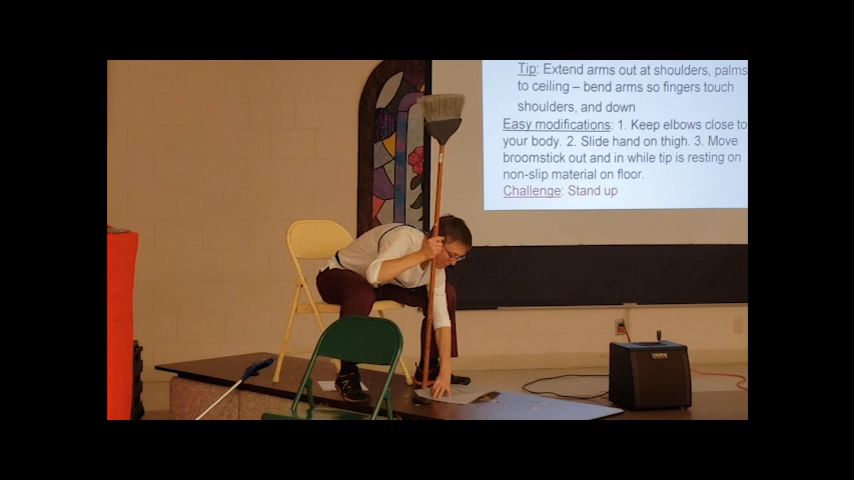 Tip: Extend arms out at shoulders, palms
to ceiling – bend arms so fingers touch
shoulders, and down
Easy modifications: 1. Keep elbows close to
your body. 2. Slide hand on thigh. 3. Move
broomstick out and in while tip is resting on
non-slip material on floor.
Challenge: Stand up